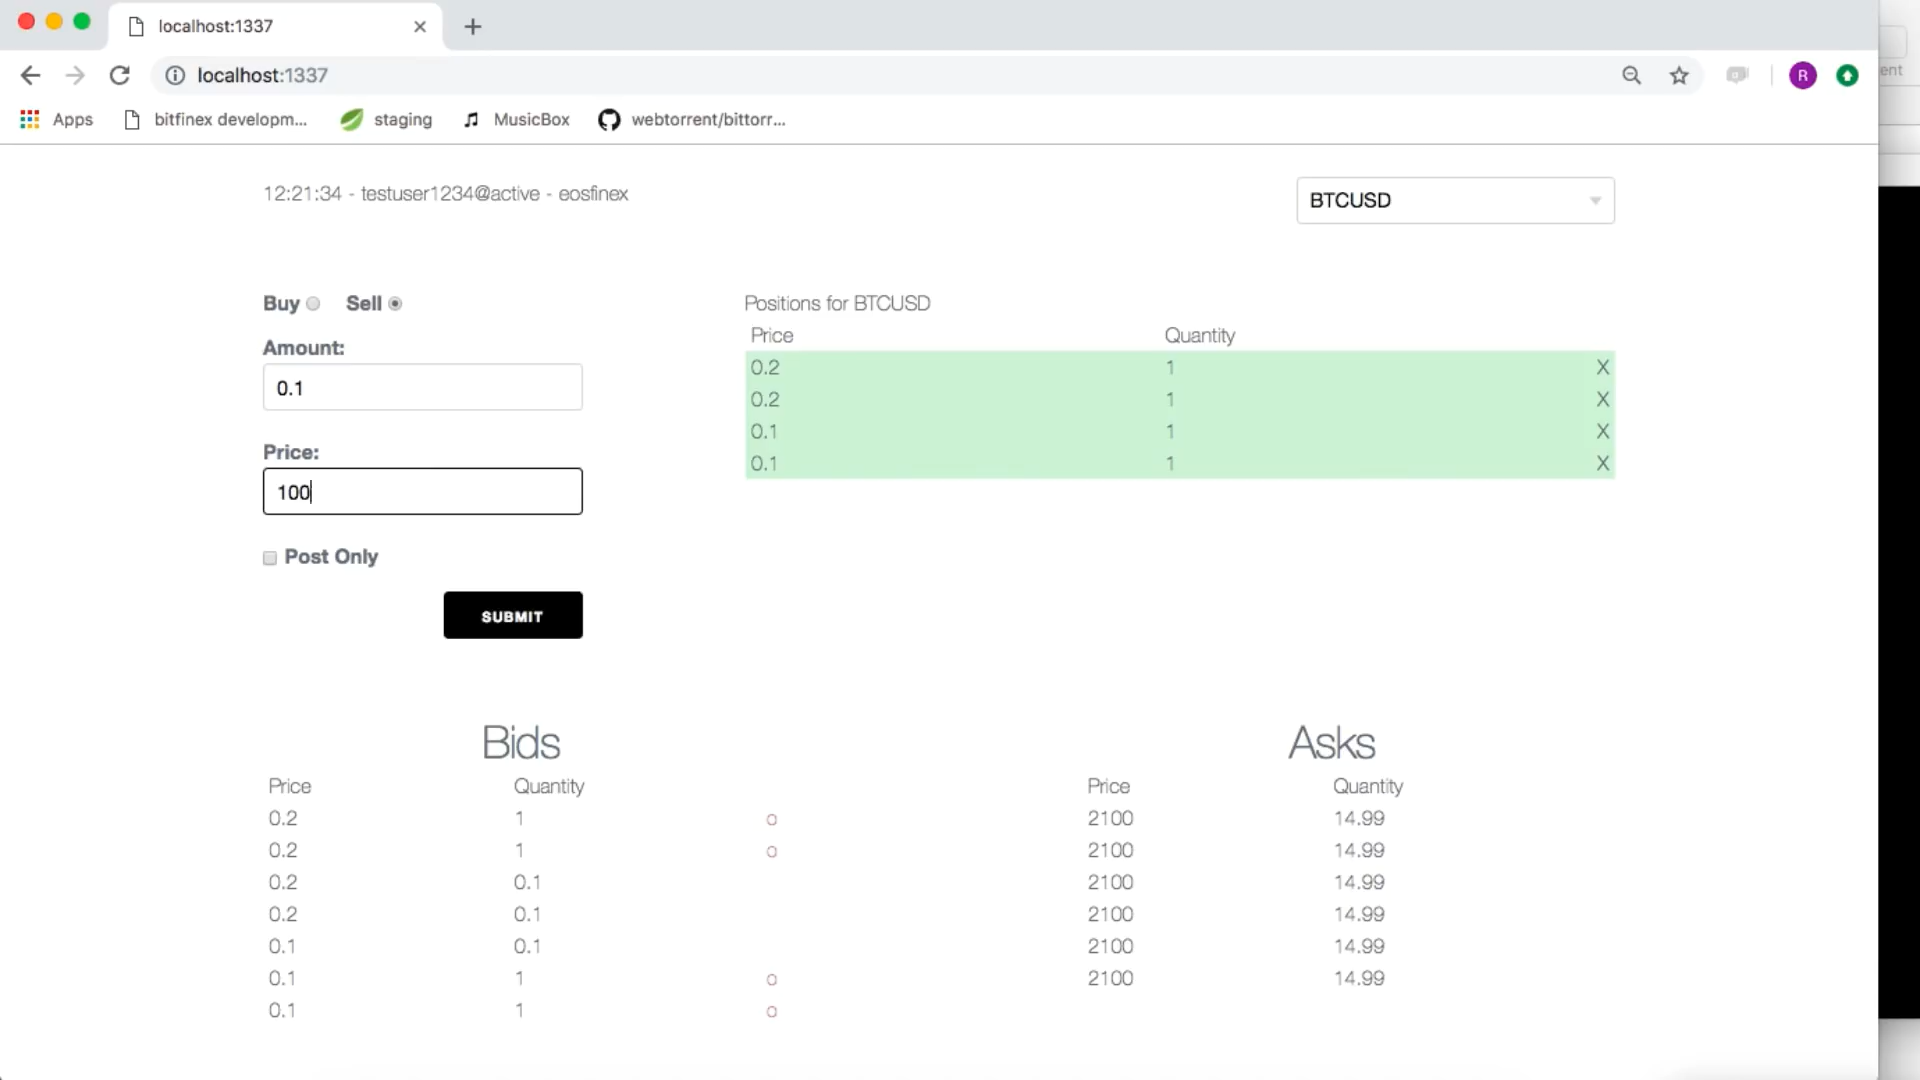 localhost:1337
localhost:1337
R
ent
Apps
bitfinex developm...
staging
MusicBox
webtorrent/bittorr...
12:21:34 - testuser1234@active - eosfinex
BTCUSD
Buy Sell
Positions for BTCUSD
Price Quantity
Amount:
0.2 1 X
0.1
0.2 1 X
0.1 1 X
Price:
0.1 1 X
100
Post Only
SUBMIT
Bids Asks
Price Quantity Price Quantity
0.2 1 o 2100 14.99
0.2 1 o 2100 14.99
0.2 0.1 2100 14.99
0.2 0.1 2100 14.99
0.1 0.1 2100 14.99
0.1 1 o 2100 14.99
0.1 1 o